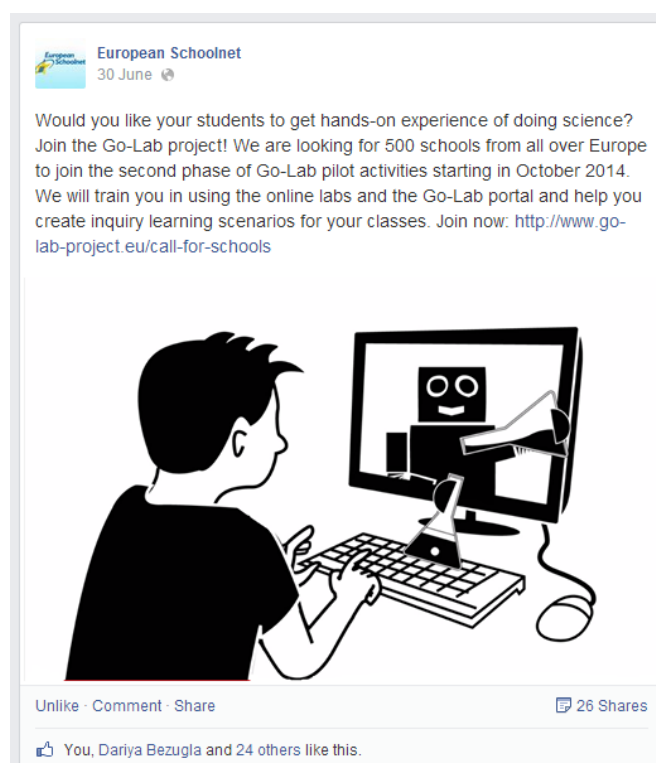 European
Schoolnet
European Schoolnet
30 June
Would you like your students to get hands-on experience of doing science?
Join the Go-Lab project! We are looking for 500 schools from all over Europe
to join the second phase of Go-Lab pilot activities starting in October 2014.
We will train you in using the online labs and the Go-Lab portal and help you
create inquiry learning scenarios for your classes. Join now: http://www.go-
lab-project.eu/call-for-schools
Unlike · Comment · Share
26 Shares
You, Dariya Bezugla and 24 others like this.